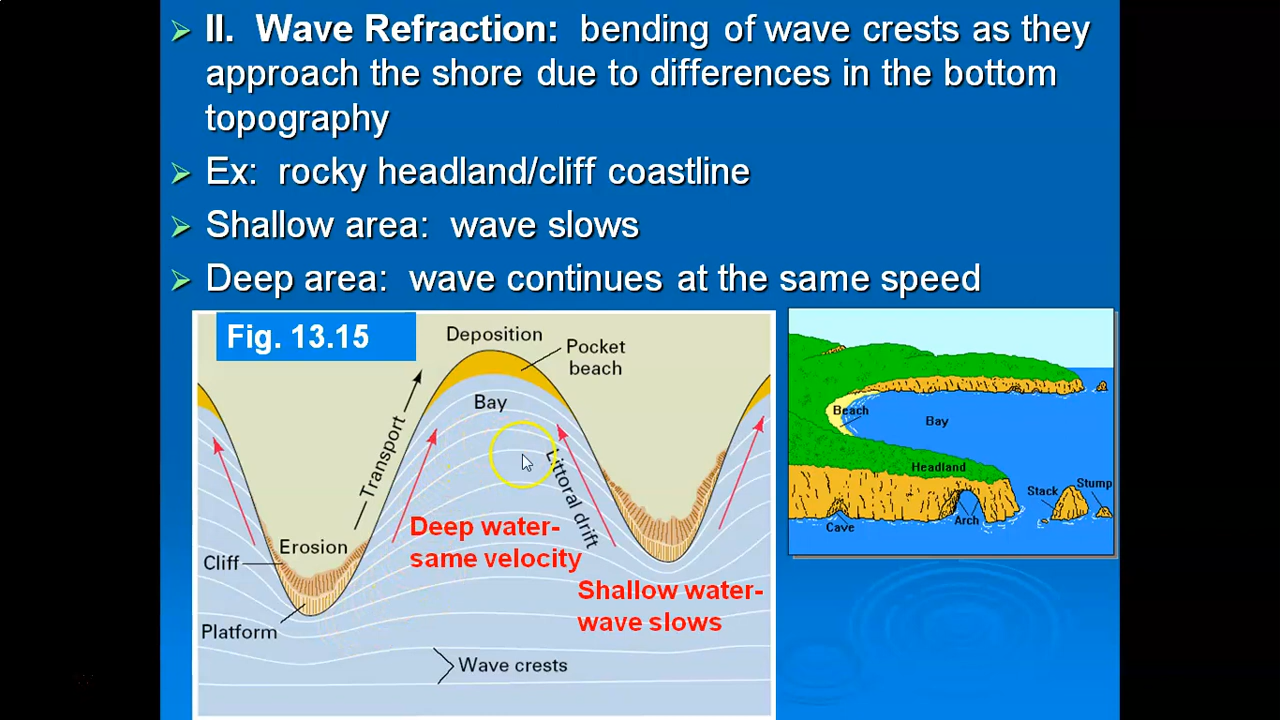 II. Wave Refraction: bending of wave crests as they
approach the shore due to differences in the bottom
topography
Ex: rocky headland/cliff coastline
Shallow area: wave slows
Deep area: wave continues at the same speed
Fig. 13.15
Deposition
Pocket
beach
Bay
Transport
Littoral drift
Deep water-
same velocity
Erosion
Cliff
Platform
Shallow water-
wave slows
Wave crests
Beach
Bay
Headland
Stack
Stump
Cave
Arch